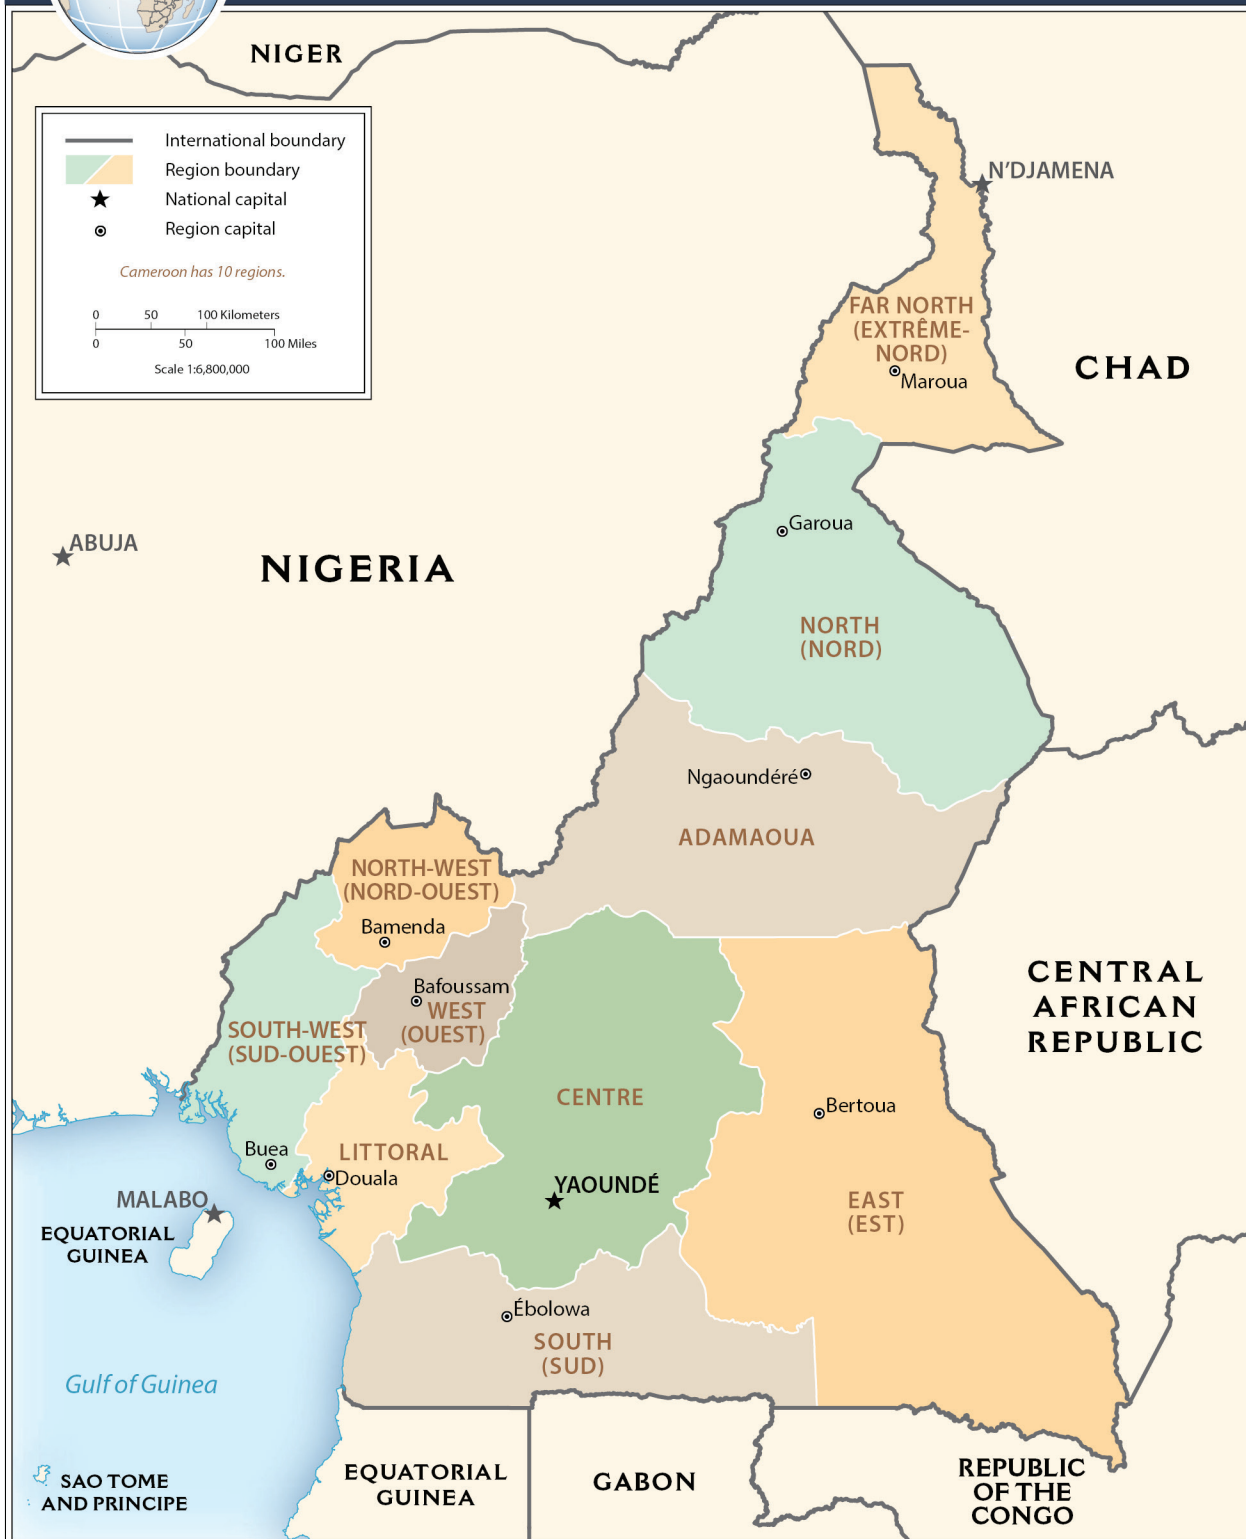 NIGER
International boundary
Region boundary
National capital
Region capital
Cameroon has 10 regions.
0 50 100 Kilometers
0 50 100 Miles
Scale 1:6,800,000
N'DJAMENA
FAR NORTH
(EXTRÊME-
NORD)
Maroua
CHAD
Garoua
ABUJA
NIGERIA
NORTH
(NORD)
Ngaoundéré
ADAMAOUA
NORTH-WEST
(NORD-OUEST)
Bamenda
Bafoussam
WEST
(OUEST)
SOUTH-WEST
(SUD-OUEST)
CENTRAL
AFRICAN
REPUBLIC
CENTRE
Bertoua
Buea
LITTORAL
Douala
YAOUNDÉ
MALABO
EQUATORIAL
GUINEA
EAST
(EST)
Ébolowa
SOUTH
(SUD)
Gulf of Guinea
SAO TOME
AND PRINCIPE
EQUATORIAL
GUINEA
GABON
REPUBLIC
OF THE
CONGO